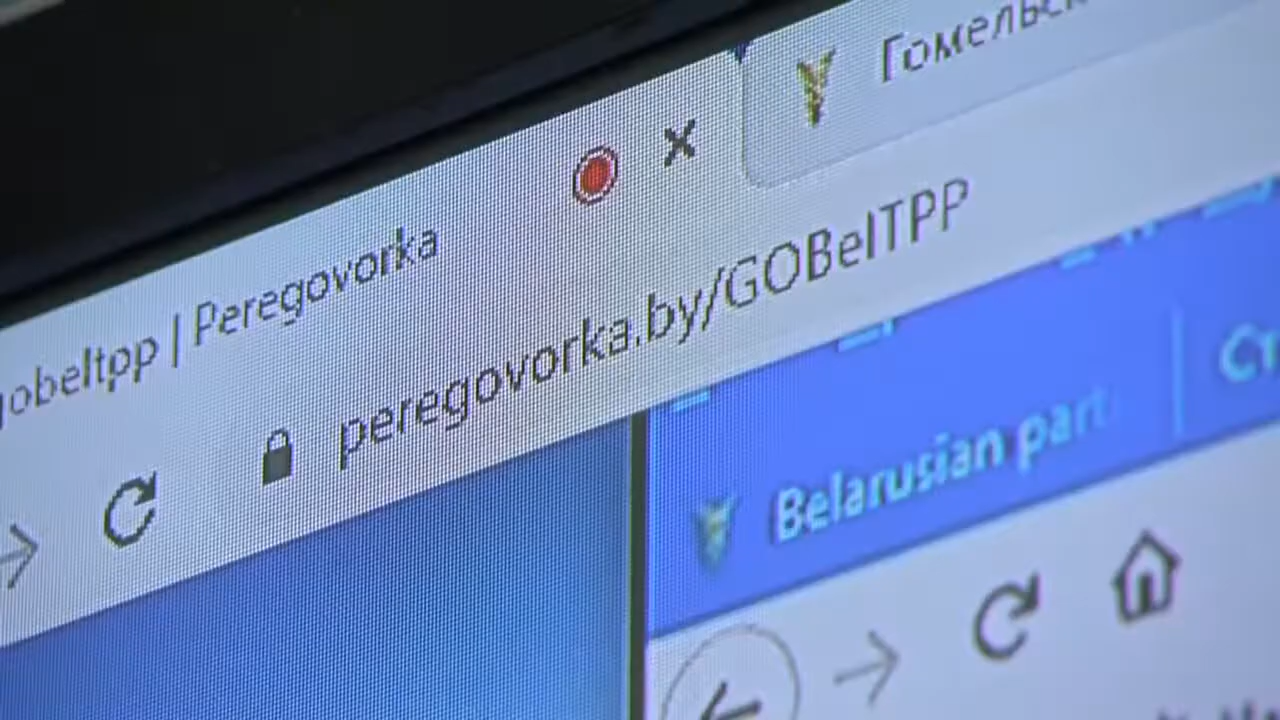 gobeltpp | Peregovorka
Гомельск
peregovorka.by/GOBelTPP
Belarusian part